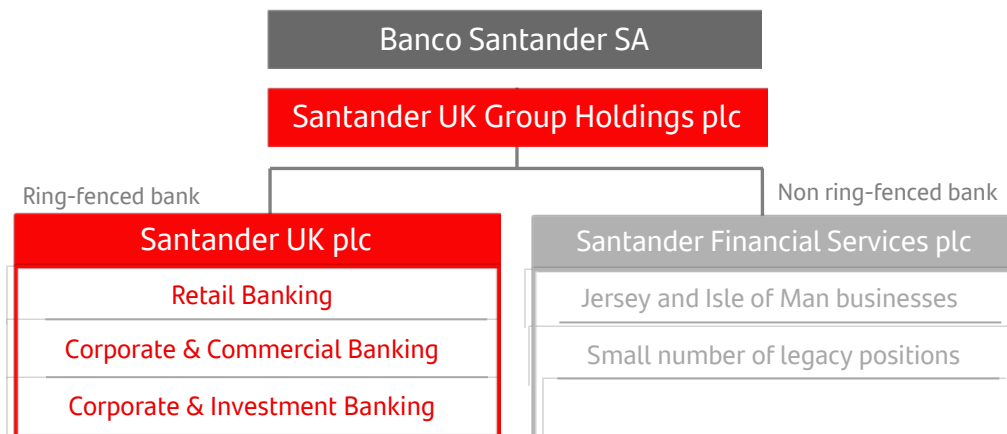 Banco Santander SA
Santander UK Group Holdings plc
Ring-fenced bank
Non ring-fenced bank
Santander UK plc
Santander Financial Services plc
Retail Banking
Jersey and Isle of Man businesses
Corporate & Commercial Banking
Small number of legacy positions
Corporate & Investment Banking